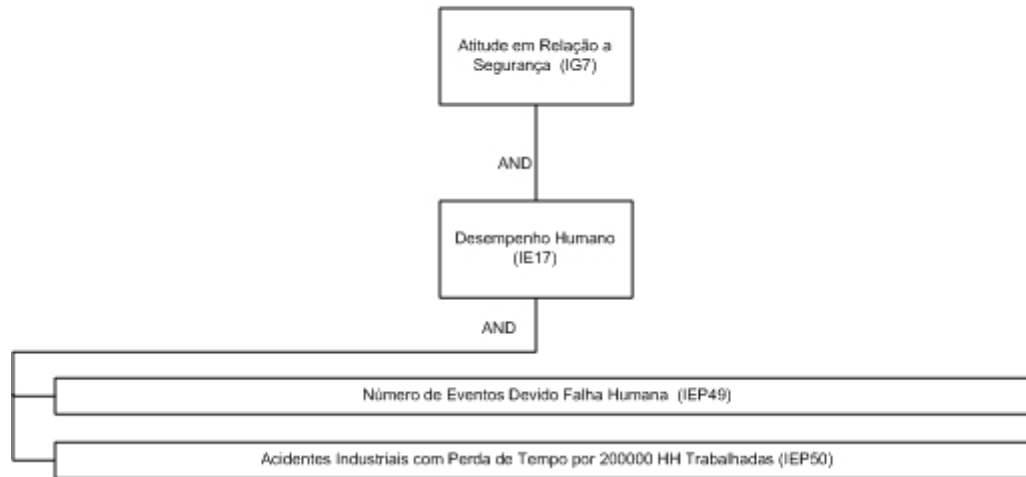 Atitude em Relação a
Segurança (IG7)
AND
Desempenho Humano
(IE17)
AND
Número de Eventos Devido Falha Humana (IEP49)
Acidentes Industriais com Perda de Tempo por 200000 HH Trabalhadas (IEP50)